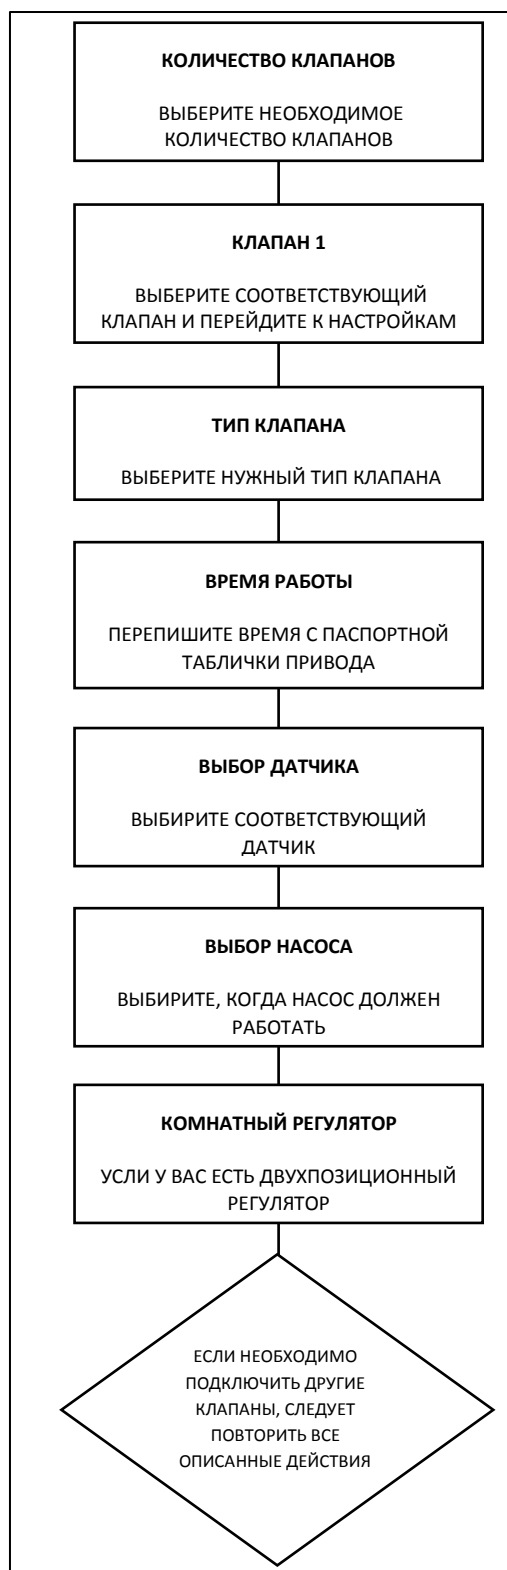 КОЛИЧЕСТВО КЛАПАНОВ
ВЫБЕРИТЕ НЕОБХОДИМОЕ
КОЛИЧЕСТВО КЛАПАНОВ
КЛАПАН 1
ВЫБЕРИТЕ СООТВЕТСТВУЮЩИЙ
КЛАПАН И ПЕРЕЙДИТЕ К НАСТРОЙКАМ
ТИП КЛАПАНА
ВЫБЕРИТЕ НУЖНЫЙ ТИП КЛАПАНА
ВРЕМЯ РАБОТЫ
ПЕРЕПИШИТЕ ВРЕМЯ С ПАСПОРТНОЙ
ТАБЛИЧКИ ПРИВОДА
ВЫБОР ДАТЧИКА
ВЫБИРИТЕ СООТВЕТСТВУЮЩИЙ
ДАТЧИК
ВЫБОР НАСОСА
ВЫБИРИТЕ, КОГДА НАСОС ДОЛЖЕН
РАБОТАТЬ
КОМНАТНЫЙ РЕГУЛЯТОР
УСЛИ У ВАС ЕСТЬ ДВУХПОЗИЦИОННЫЙ
РЕГУЛЯТОР
ЕСЛИ НЕОБХОДИМО
ПОДКЛЮЧИТЬ ДРУГИЕ
КЛАПАНЫ, СЛЕДУЕТ
ПОВТОРИТЬ ВСЕ
ОПИСАННЫЕ ДЕЙСТВИЯ